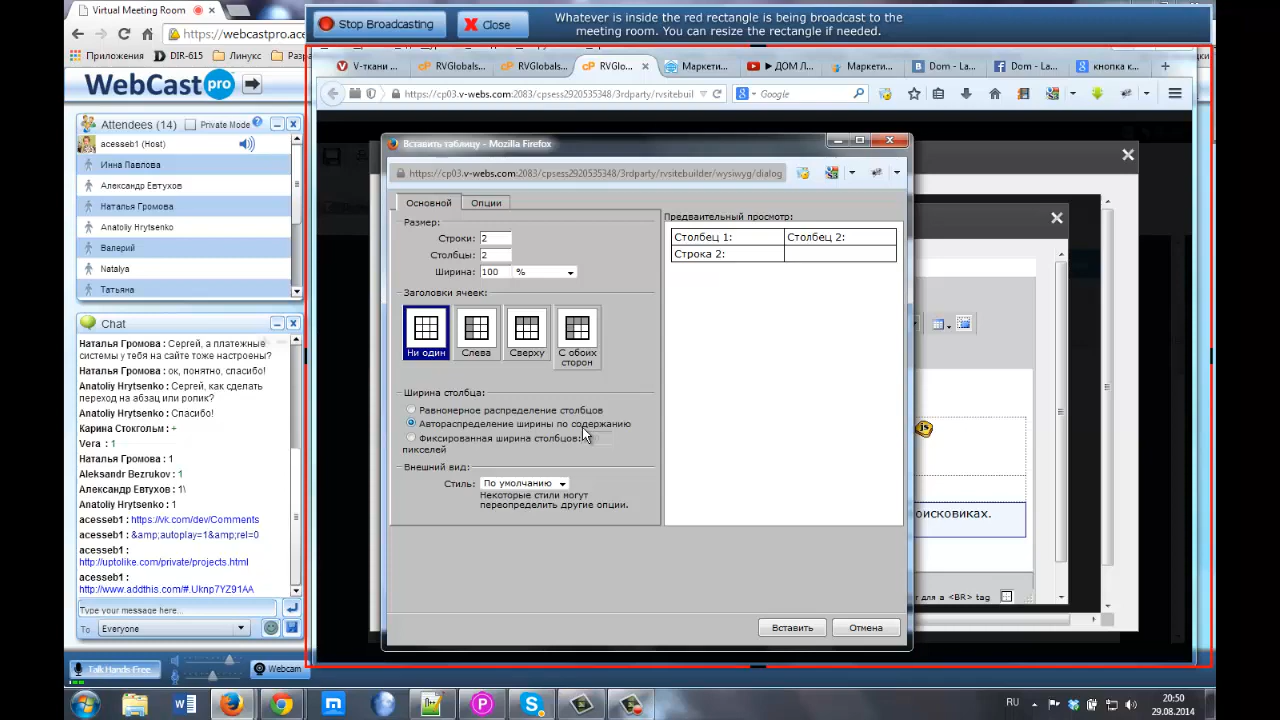 Virtual Meeting Room
https://webcastpro.ace
Приложения
DIR-615
Линукс
WebCast pro
Attendees (14)
Private Mode
acesseb1 (Host)
Инна Павлова
Александр Евтухов
Наталья Громова
Anatoliy Hrytsenko
Валерий
Natalya
Татьяна
Chat
Наталья Громова: Сергей, а платежные
системы у тебя на сайте тоже настроены?
Наталья Громова: ок, понятно, спасибо!
Anatoliy Hrytsenko: Сергей, как сделать
переход на абзац или ролик?
Anatoliy Hrytsenko: Спасибо!
Карина Стокгольм: +
Vera : 1
Наталья Громова: 1
Aleksandr Bezrukov: 1
Александр Евтухов: 1\
Anatoliy Hrytsenko: 1
acesseb1 : https://vk.com/dev/Comments
acesseb1 : &amp;autoplay=1&amp;rel=0
acesseb1 :
http://uptolike.com/private/projects.html
acesseb1 :
http://www.addthis.com/#.Uknp7YZ91AA
Type your message here...
To
Everyone
Talk Hands-Free
Webcam
Stop Broadcasting
Close
Whatever is inside the red rectangle is being broadcast to the
meeting room. You can resize the rectangle if needed.
V-ткани ...
RVGlobals...
RVGlobals...
RVGlo...
Маркети...
ДОМ Л...
Маркети...
Dom - La...
Dom - La...
кнопка к...
https://cp03.v-webs.com:2083/cpsess2920535348/3rdparty/rvsitebuil
Google
Вставить таблицу - Mozilla Firefox
https://cp03.v-webs.com:2083/cpsess2920535348/3rdparty/rvsitebuilder/wysiwyg/dialog
Основной
Опции
Размер:
Строки:
2
Столбцы:
2
Ширина:
100
%
Заголовки ячеек:
Ни один
Слева
Сверху
С обоих
сторон
Ширина столбца:
Равномерное распределение столбцов
Автораспределение ширины по содержанию
Фиксированная ширина столбцов:
пикселей
Внешний вид:
Стиль:
По умолчанию
Некоторые стили могут
переопределить другие опции.
Предвательный просмотр:
Столбец 1:
Столбец 2:
Строка 2:
Вставить
Отмена
оисковиках.
для a <BR> tag
RU
20:50
29.08.2014